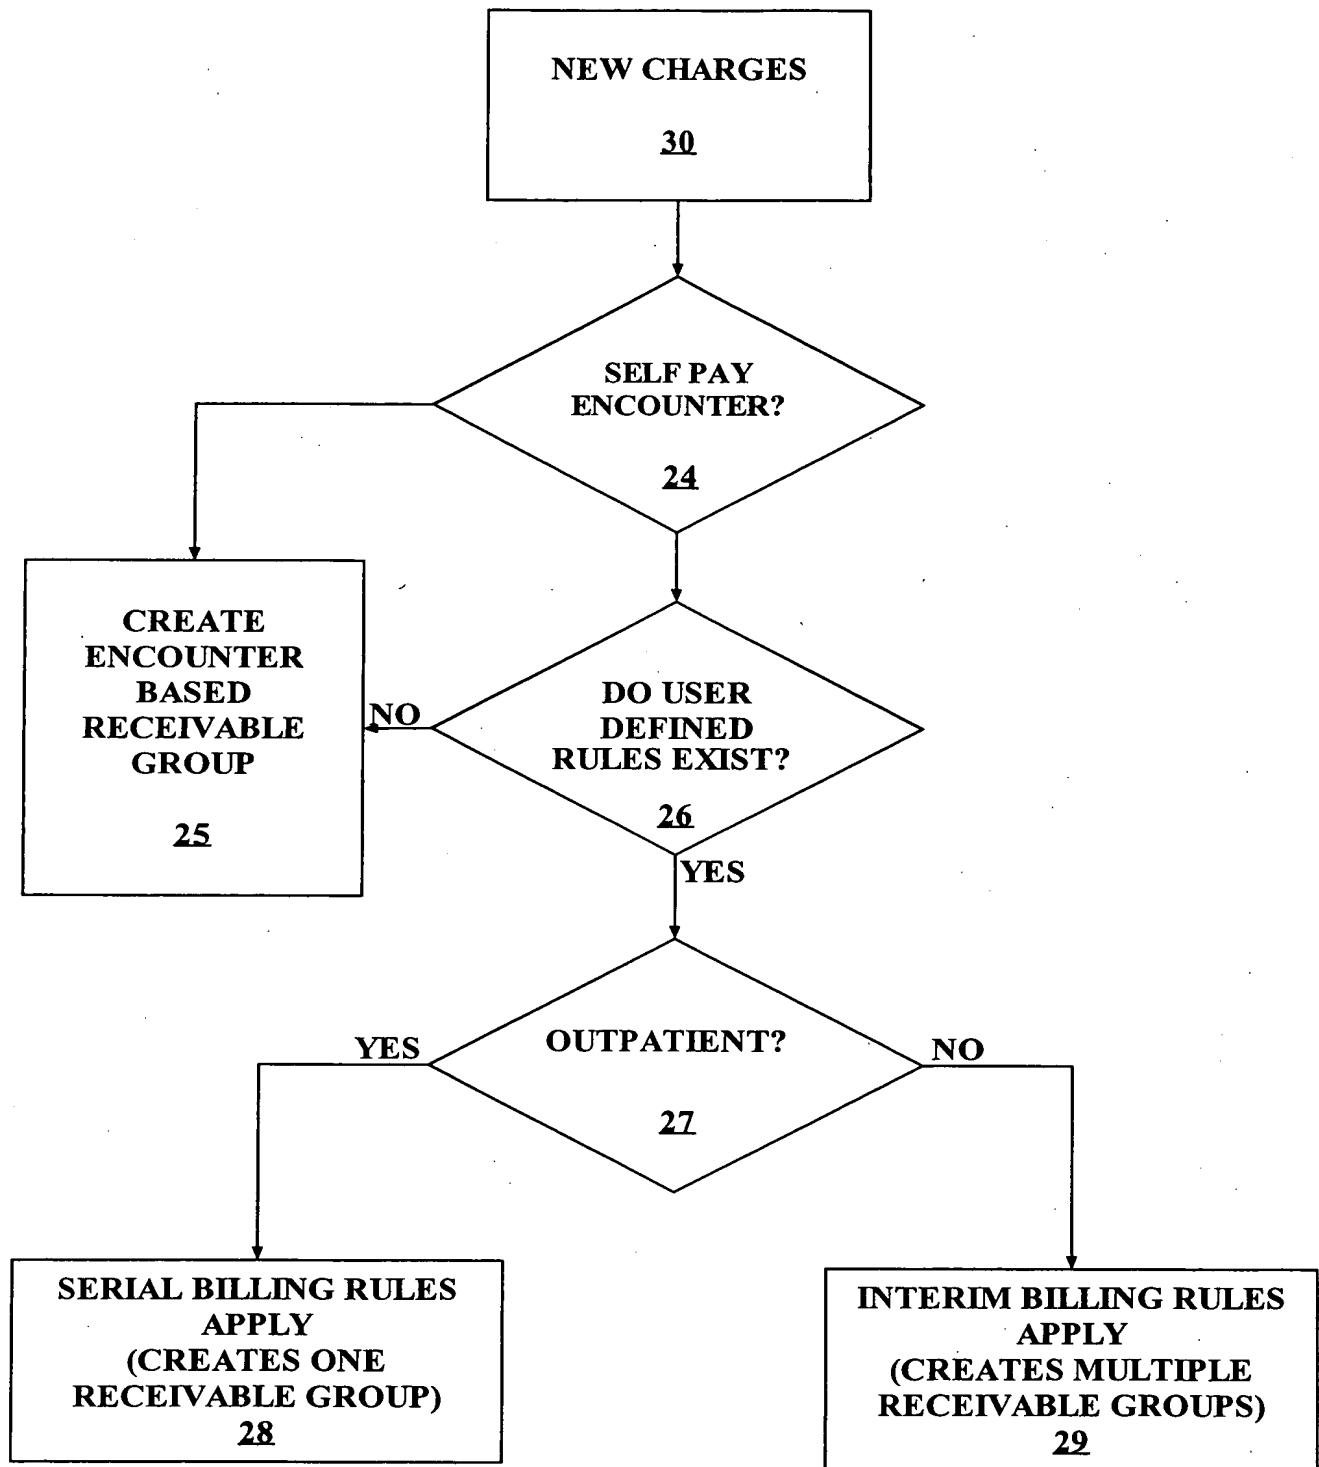 NEW CHARGES
30
SELF PAY
ENCOUNTER?
24
CREATE
ENCOUNTER
BASED
RECEIVABLE
GROUP
25
NO
DO USER
DEFINED
RULES EXIST?
26
YES
YES
OUTPATIENT?
NO
27
SERIAL BILLING RULES
APPLY
(CREATES ONE
RECEIVABLE GROUP)
28
INTERIM BILLING RULES
APPLY
(CREATES MULTIPLE
RECEIVABLE GROUPS)
29